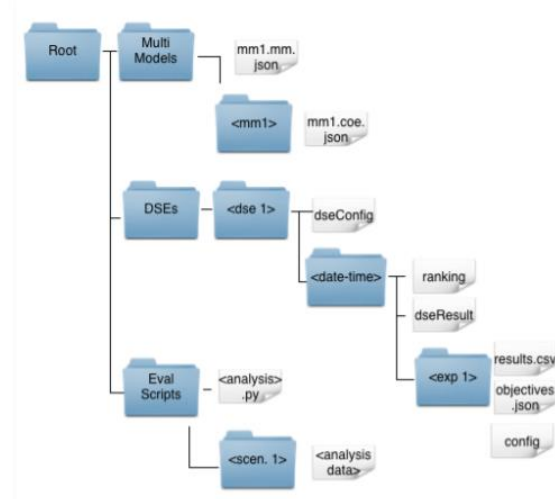 Root
Multi
Models
mm1.mm.
json
<mm1>
mm1.coe.
json
DSEs
<dse 1>
dseConfig
<date-time>
ranking
dseResult
<exp 1>
results.csv
objectives
.json
config
Eval
Scripts
<analysis>
.py
<scen. 1>
<analysis
data>